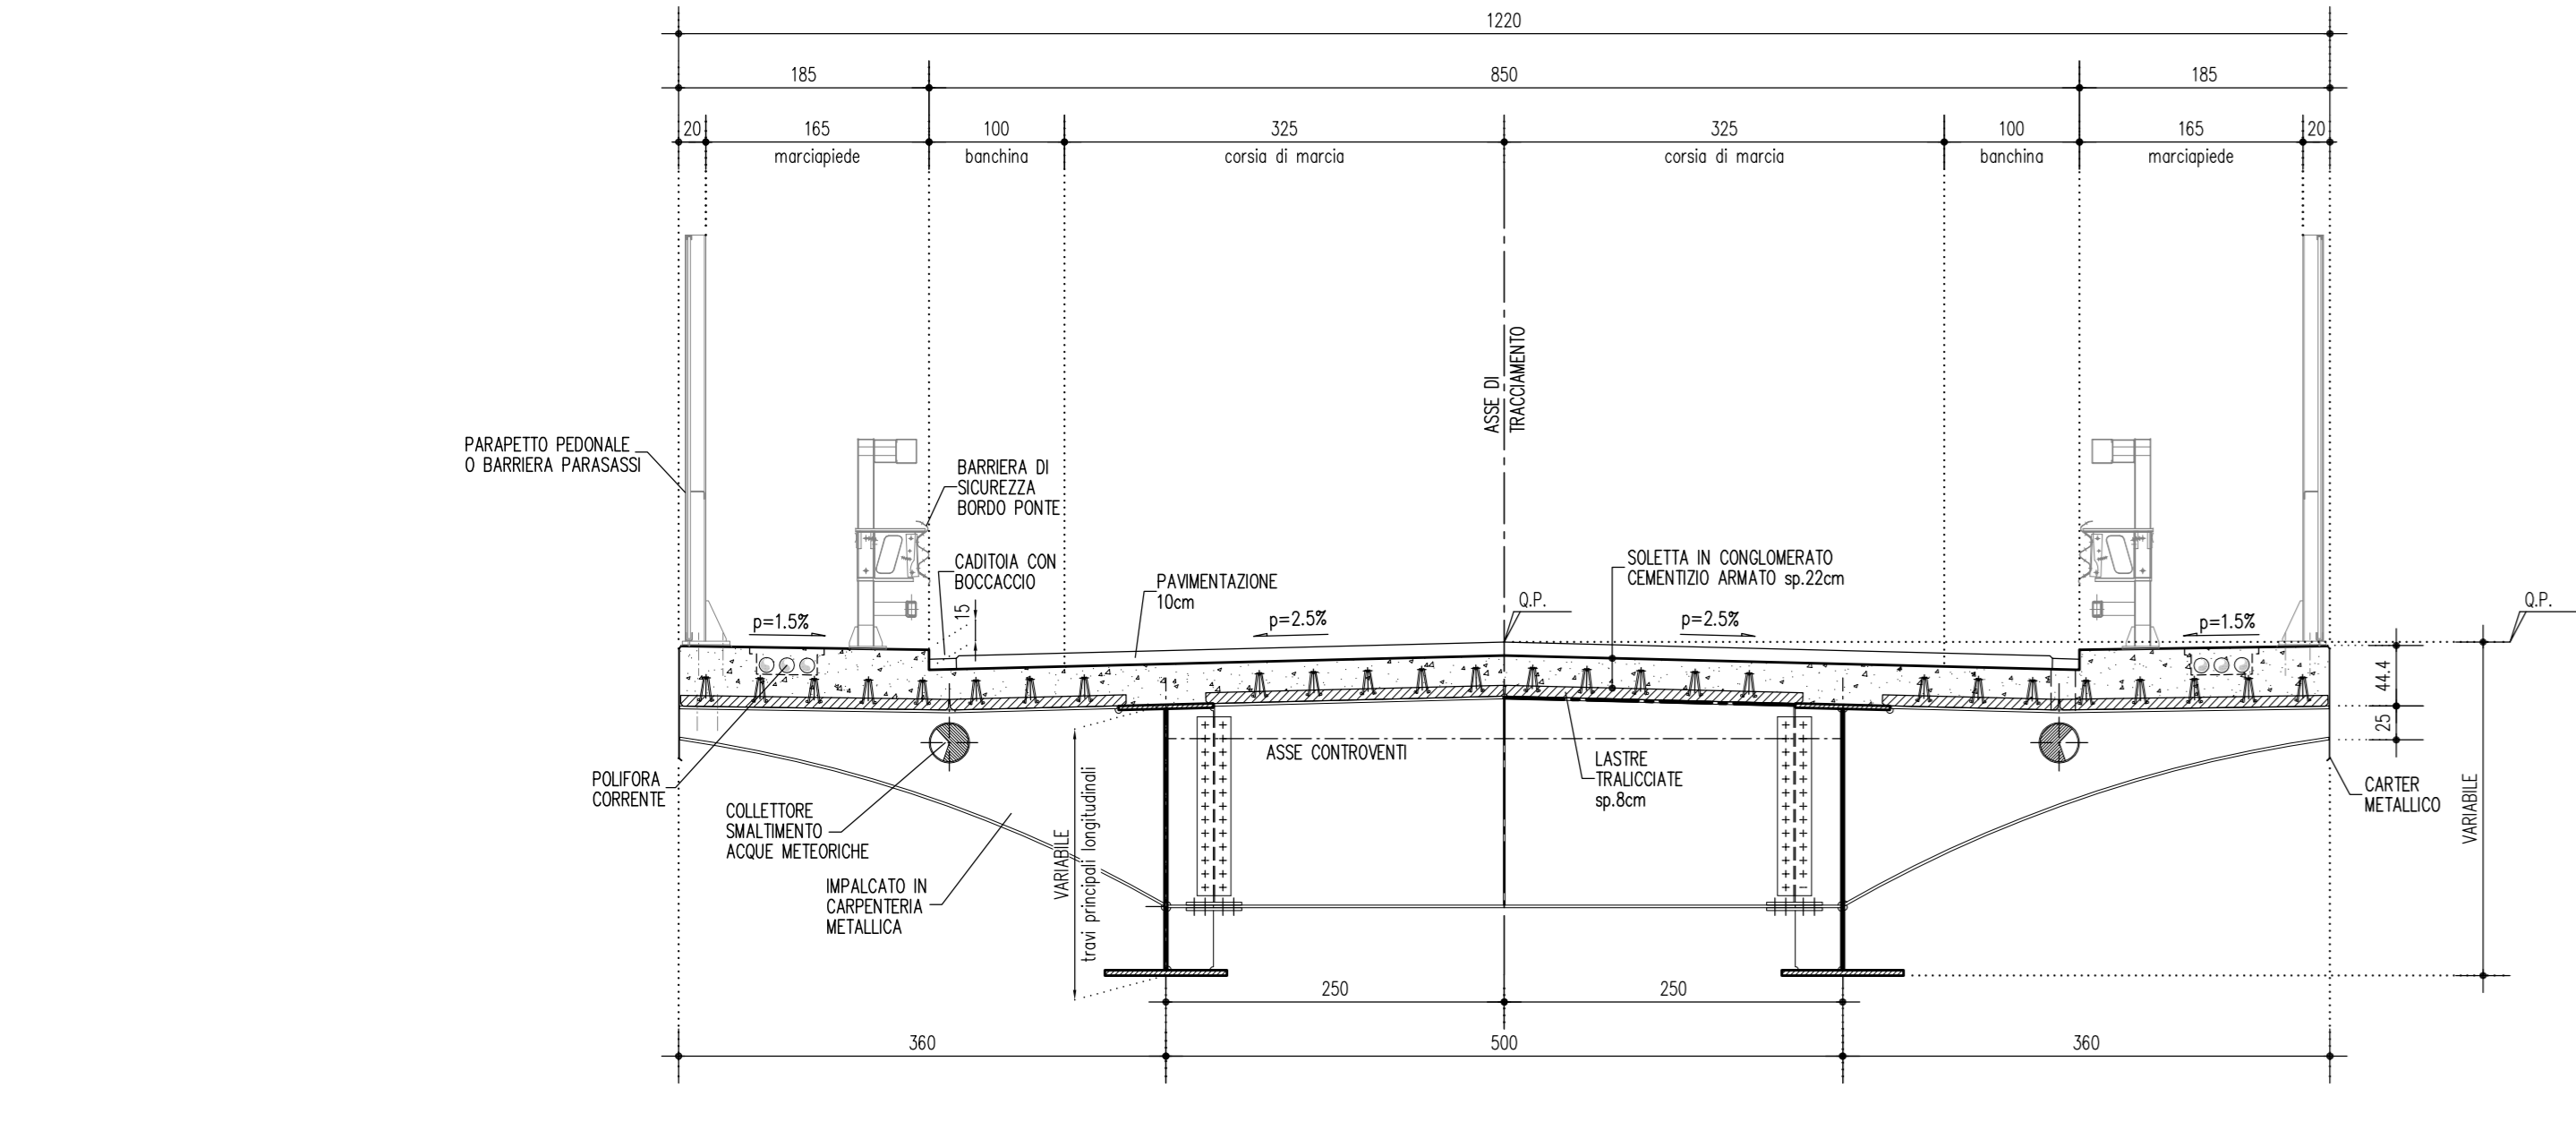 1220
185 850 185
20 165 100 325 325 100 165 20
marciapiede banchina corsia di marcia corsia di marcia banchina marciapiede
ASSE DI
TRACCIAMENTO
PARAPETTO PEDONALE
O BARRIERA PARASASSI
BARRIERA DI
SICUREZZA
BORDO PONTE
CADITOIA CON
BOCCACCIO
15
PAVIMENTAZIONE
10cm
SOLETTA IN CONGLOMERATO
CEMENTIZIO ARMATO sp.22cm
Q.P.
Q.P.
p=1.5%
p=2.5%
p=2.5%
p=1.5%
44.4
25
ASSE CONTROVENTI
LASTRE
TRALICCIATE
sp.8cm
POLIFORA
CORRENTE
COLLETTORE
SMALTIMENTO
ACQUE METEORICHE
IMPALCATO IN
CARPENTERIA
METALLICA
VARIABILE
travi principali longitudinali
CARTER
METALLICO
VARIABILE
250 250
360 500 360